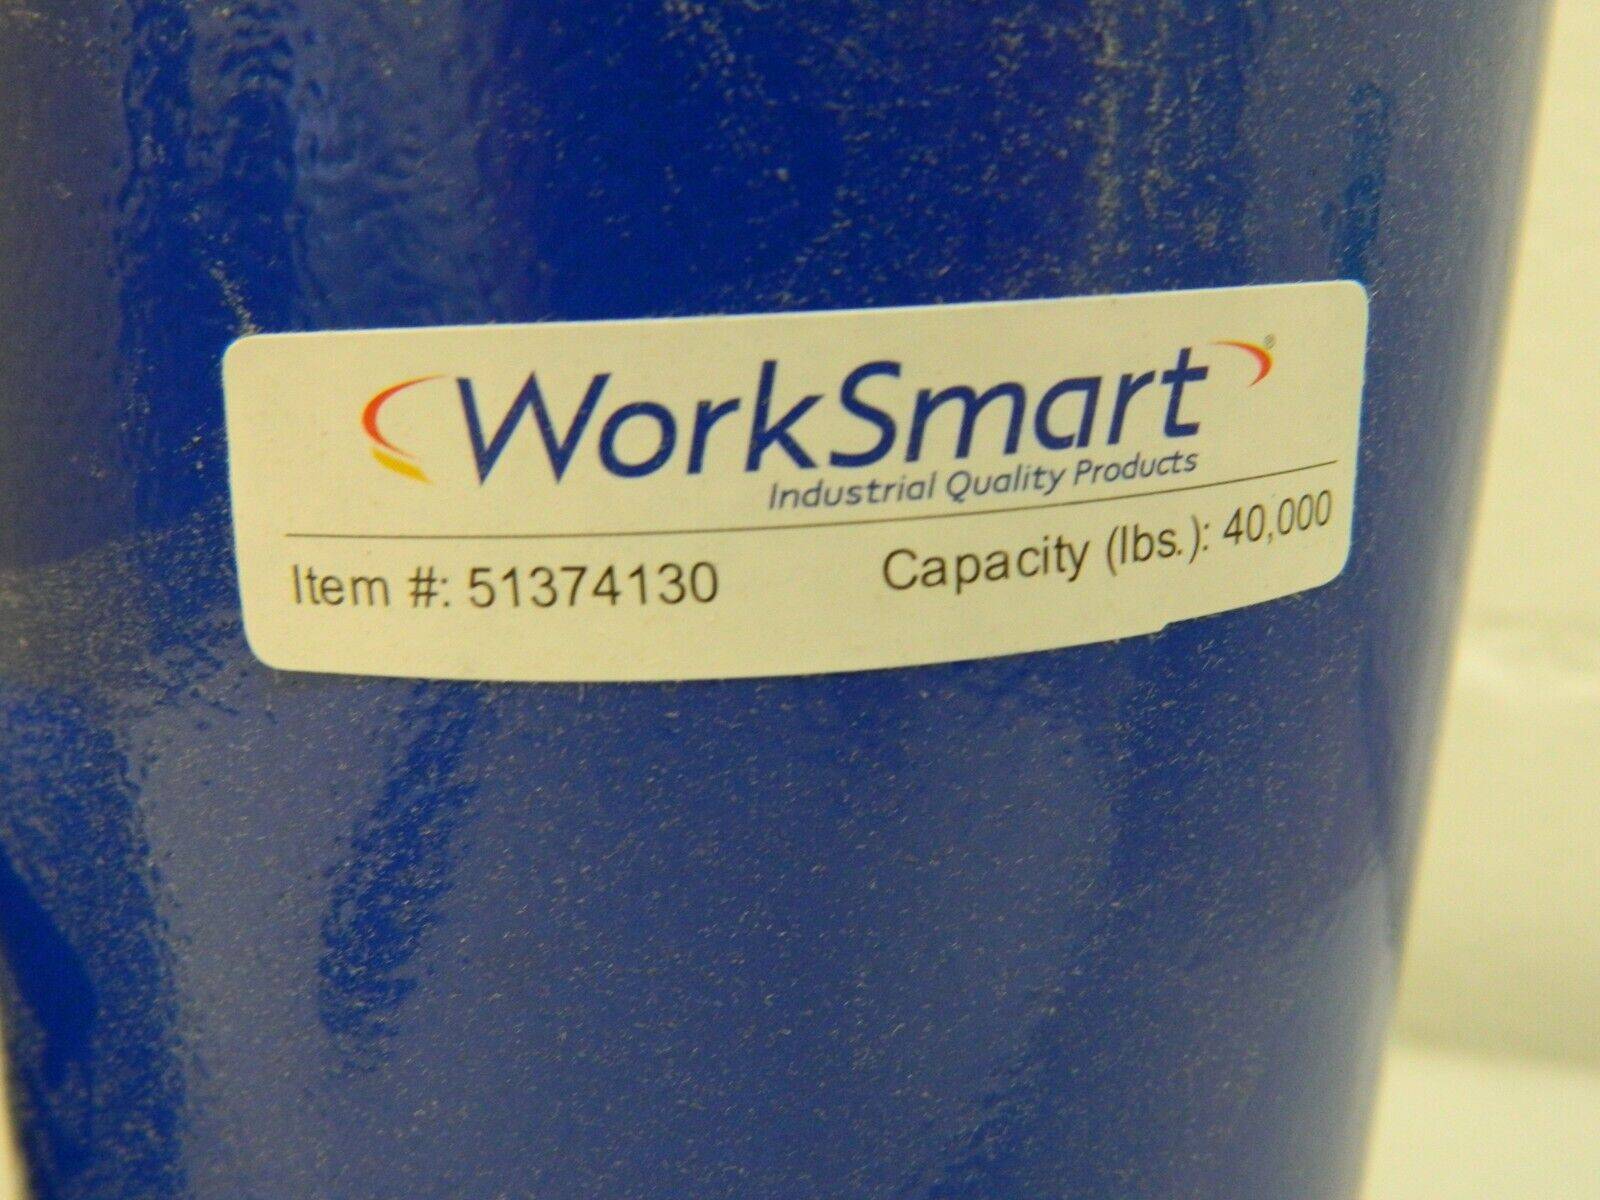 WorkSmart®
Industrial Quality Products
Item #: 51374130 Capacity (lbs.): 40,000